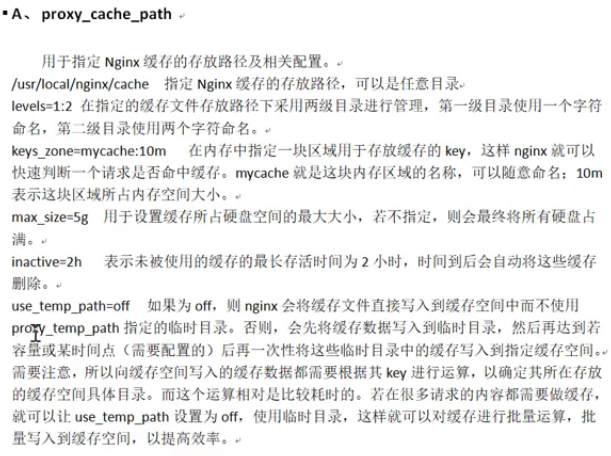 ▪ A、 proxy_cache_path
用于指定 Nginx 缓存的存放路径及相关配置。
/usr/local/nginx/cache 指定 Nginx 缓存的存放路径，可以是任意目录
levels=1:2 在指定的缓存文件存放路径下采用两级目录进行管理，第一级目录使用一个字符
命名，第二级目录使用两个字符命名。
keys_zone=mycache:10m 在内存中指定一块区域用于存放缓存的 key，这样 nginx 就可以
快速判断一个请求是否命中缓存。mycache 就是这块内存区域的名称，可以随意命名；10m
表示这块区域所占内存空间大小。
max_size=5g 用于设置缓存所占硬盘空间的最大大小，若不指定，则会最终将所有硬盘占
满。
inactive=2h 表示未被使用的缓存的最长存活时间为 2 小时，时间到后会自动将这些缓存
删除。
use_temp_path=off 如果为 off，则 nginx 会将缓存文件直接写入到缓存空间中而不使用
proxy_temp_path 指定的临时目录。否则，会先将缓存数据写入到临时目录，然后再达到若
容量或某时间点（需要配置的）后再一次性将这些临时目录中的缓存写入到指定缓存空间。
需要注意，所以向缓存空间写入的缓存数据都需要根据其 key 进行运算，以确定其所在存放
的缓存空间具体目录。而这个运算相对是比较耗时的。若在很多请求的内容都需要做缓存，
就可以让 use_temp_path 设置为 off，使用临时目录，这样就可以对缓存进行批量运算，批
量写入到缓存空间，以提高效率。